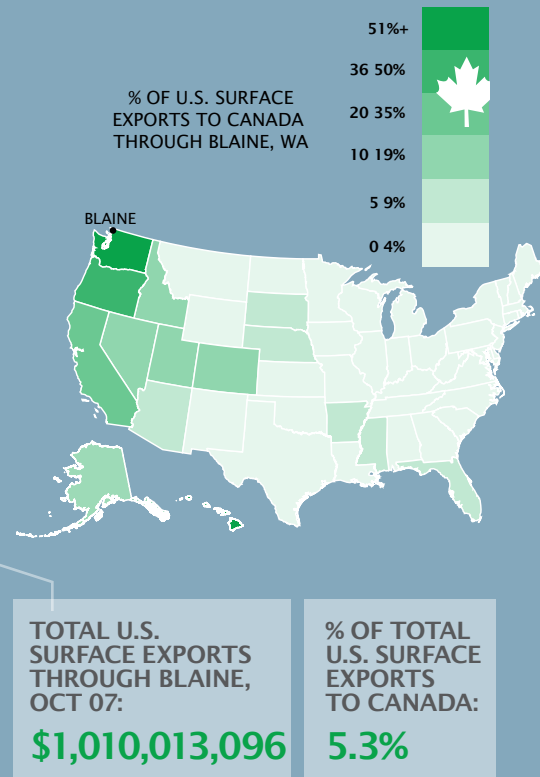 51%+
36 50%
20 35%
10 19%
5 9%
0 4%
% OF U.S. SURFACE
EXPORTS TO CANADA
THROUGH BLAINE, WA
BLAINE
TOTAL U.S.
SURFACE EXPORTS
THROUGH BLAINE,
OCT 07:
$1,010,013,096
% OF TOTAL
U.S. SURFACE
EXPORTS
TO CANADA:
5.3%